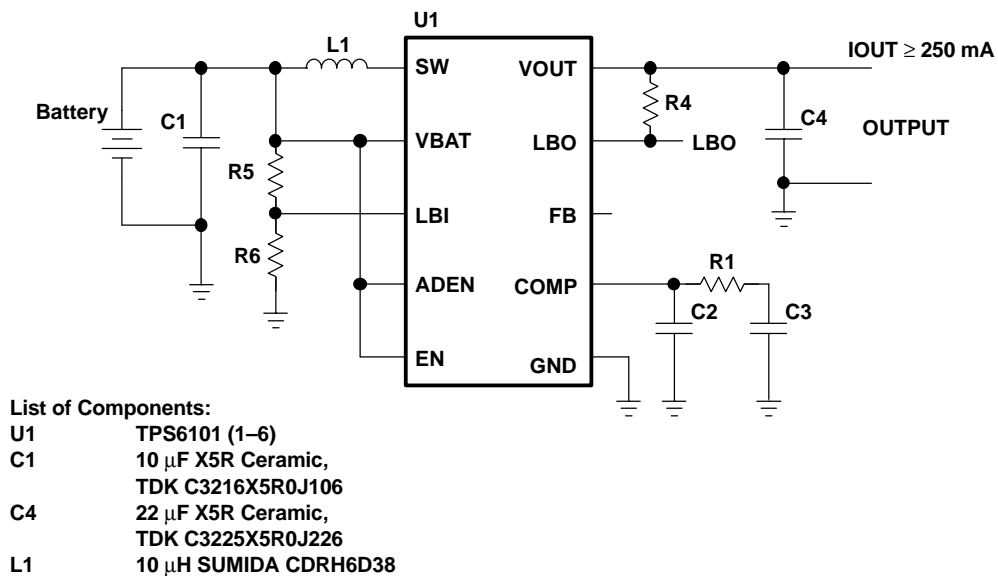 U1
L1
SW
VOUT
IOUT ≥ 250 mA
Battery
C1
R4
C4
OUTPUT
VBAT
LBO
LBO
R5
LBI
FB
R6
R1
ADEN
COMP
C2
C3
EN
GND
List of Components:
U1 TPS6101 (1–6)
C1 10 μF X5R Ceramic,
TDK C3216X5R0J106
C4 22 μF X5R Ceramic,
TDK C3225X5R0J226
L1 10 μH SUMIDA CDRH6D38